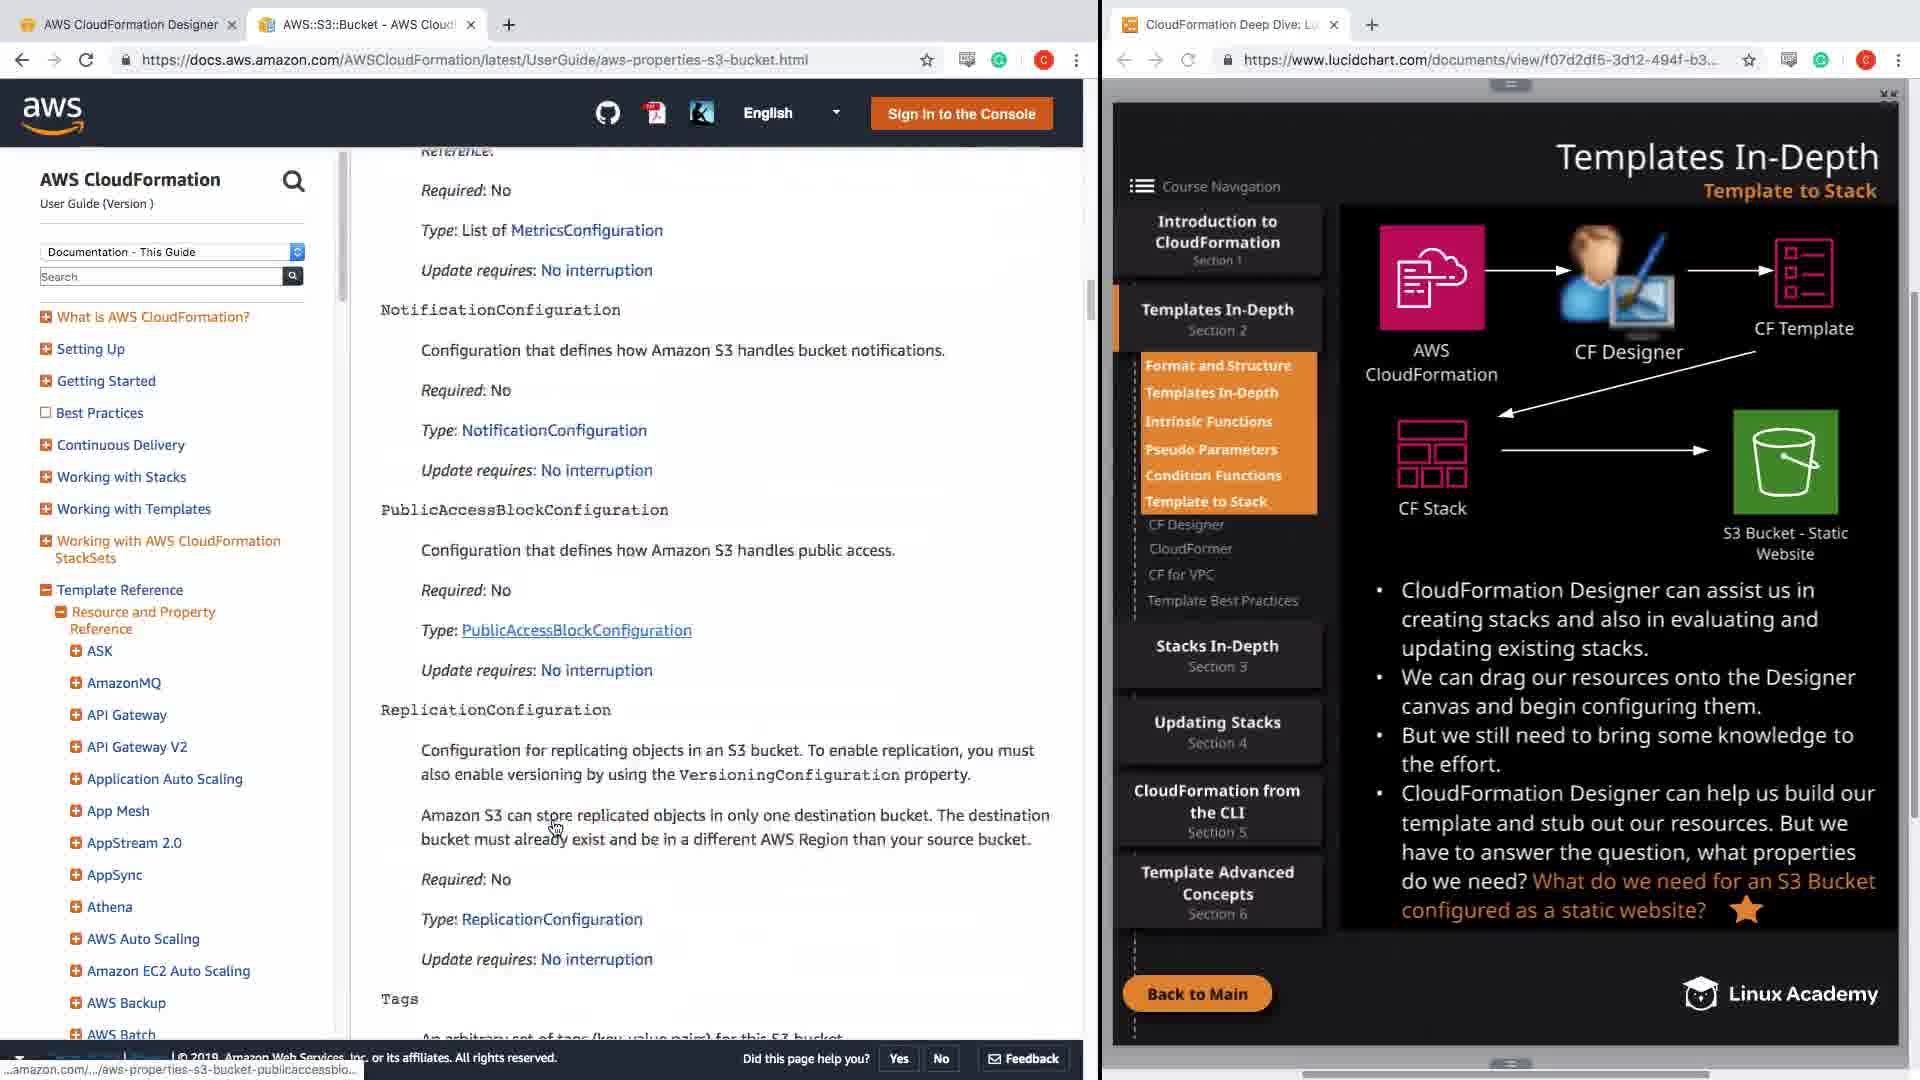 AWS CloudFormation Designer
AWS::S3::Bucket - AWS Cloud
https://docs.aws.amazon.com/AWSCloudFormation/latest/UserGuide/aws-properties-s3-bucket.html
C
aws
English
Sign In to the Console
AWS CloudFormation
User Guide (Version )
Documentation - This Guide
Search
What is AWS CloudFormation?
Setting Up
Getting Started
Best Practices
Continuous Delivery
Working with Stacks
Working with Templates
Working with AWS CloudFormation
StackSets
Template Reference
Resource and Property
Reference
ASK
AmazonMQ
API Gateway
API Gateway V2
Application Auto Scaling
App Mesh
AppStream 2.0
AppSync
Athena
AWS Auto Scaling
Amazon EC2 Auto Scaling
AWS Backup
AWS Batch
Reference.
Required: No
Type: List of MetricsConfiguration
Update requires: No interruption
NotificationConfiguration
Configuration that defines how Amazon S3 handles bucket notifications.
Required: No
Type: NotificationConfiguration
Update requires: No interruption
PublicAccessBlockConfiguration
Configuration that defines how Amazon S3 handles public access.
Required: No
Type: PublicAccessBlockConfiguration
Update requires: No interruption
ReplicationConfiguration
Configuration for replicating objects in an S3 bucket. To enable replication, you must
also enable versioning by using the VersioningConfiguration property.
Amazon S3 can store replicated objects in only one destination bucket. The destination
bucket must already exist and be in a different AWS Region than your source bucket.
Required: No
Type: ReplicationConfiguration
Update requires: No interruption
Tags
An arbitrary set of tags (key-value pairs) for this S3 bucket.
© 2019, Amazon Web Services, Inc. or its affiliates. All rights reserved.
Did this page help you?
Yes
No
Feedback
...amazon.com/.../aws-properties-s3-bucket-publicaccessblo...
CloudFormation Deep Dive: Lu
https://www.lucidchart.com/documents/view/f07d2df5-3d12-494f-b3...
C
Templates In-Depth
Template to Stack
Course Navigation
Introduction to
CloudFormation
Section 1
Templates In-Depth
Section 2
Format and Structure
Templates In-Depth
Intrinsic Functions
Pseudo Parameters
Condition Functions
Template to Stack
CF Designer
CloudFormer
CF for VPC
Template Best Practices
Stacks In-Depth
Section 3
Updating Stacks
Section 4
CloudFormation from
the CLI
Section 5
Template Advanced
Concepts
Section 6
Back to Main
AWS
CloudFormation
CF Designer
CF Template
CF Stack
S3 Bucket - Static
Website
• CloudFormation Designer can assist us in
creating stacks and also in evaluating and
updating existing stacks.
• We can drag our resources onto the Designer
canvas and begin configuring them.
• But we still need to bring some knowledge to
the effort.
• CloudFormation Designer can help us build our
template and stub out our resources. But we
have to answer the question, what properties
do we need? What do we need for an S3 Bucket
configured as a static website?
Linux Academy